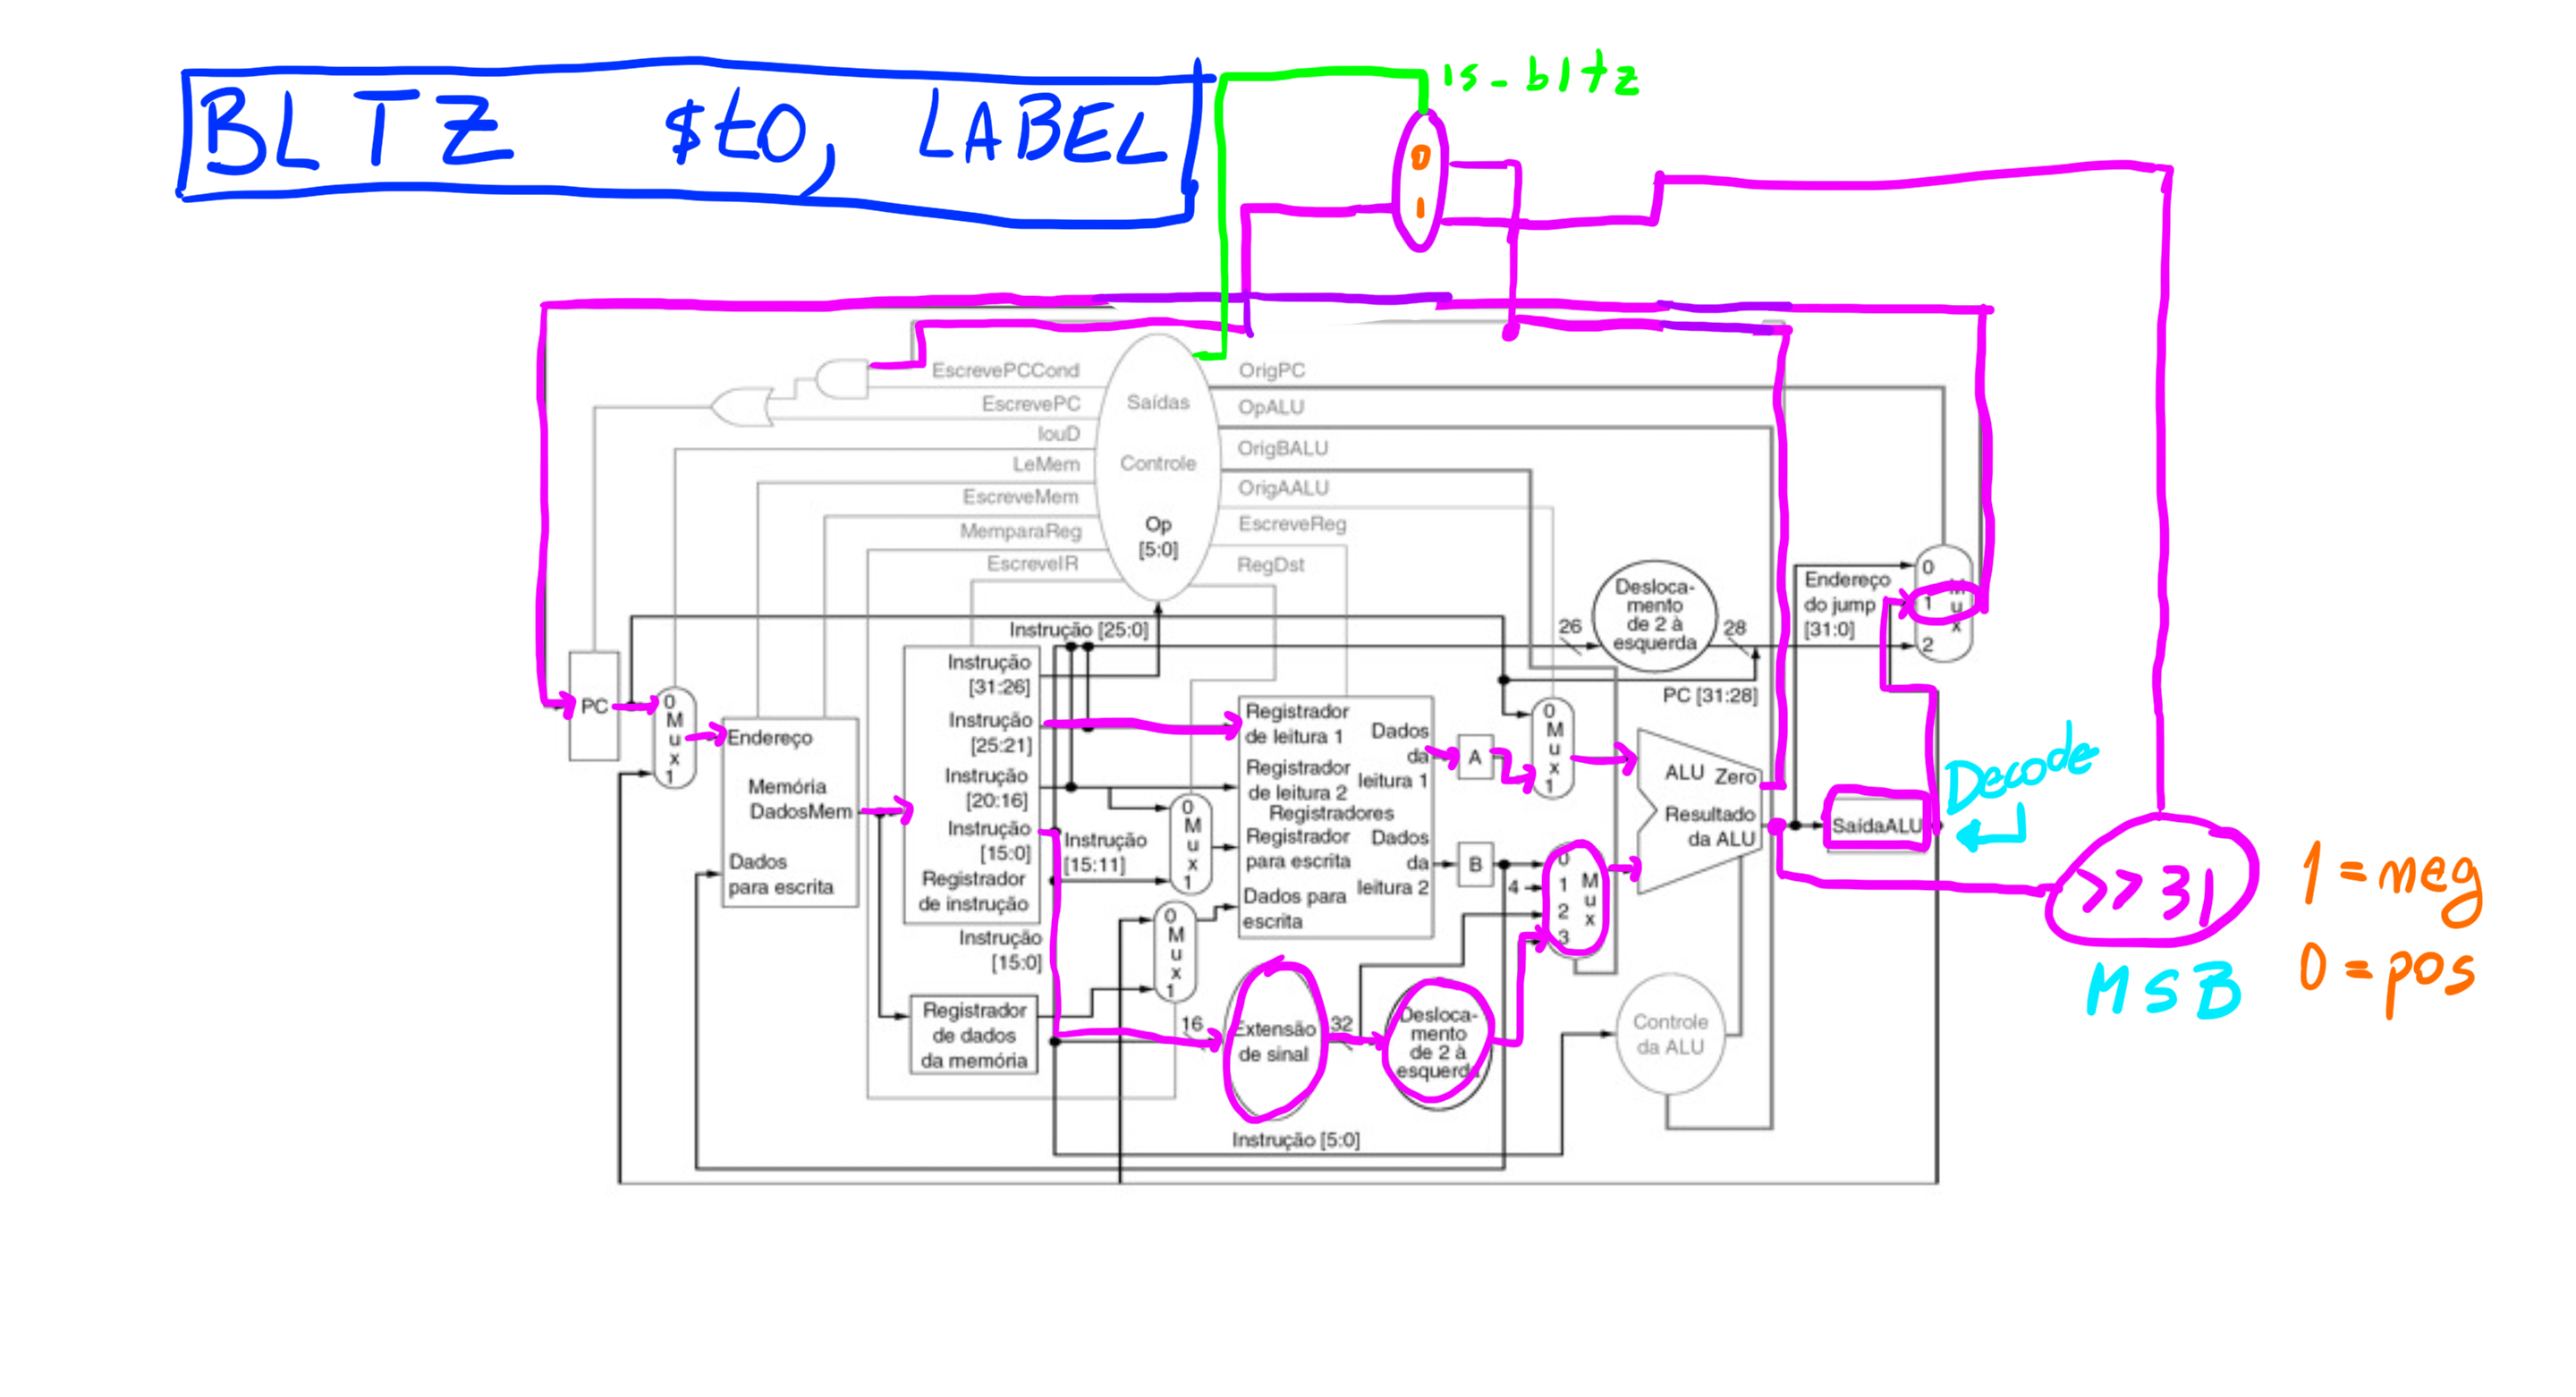 is_bltz
BLTZ $t0, LABEL
0
1
EscrevePCCond
EscrevePC
IouD
LeMem
EscreveMem
MemparaReg
EscreveIR
Saídas
Controle
Op
[5:0]
OrigPC
OpALU
OrigBALU
OrigAALU
EscreveReg
RegDst
Instrução [25:0]
26
Desloca-
mento
de 2 à
esquerda
28
PC [31:28]
Endereço
do jump
[31:0]
0
1
2
M
u
x
PC
0
M
u
x
1
Endereço
Memória
DadosMem
Dados
para escrita
Instrução
[31:26]
Instrução
[25:21]
Instrução
[20:16]
Instrução
[15:0]
Registrador
de instrução
Instrução
[15:0]
Registrador
de dados
da memória
Instrução
[15:11]
0
M
u
x
1
0
M
u
x
1
Registrador
de leitura 1
Registrador
de leitura 2
Registradores
Registrador
para escrita
Dados para
escrita
Dados
da
leitura 1
Dados
da
leitura 2
A
B
4
0
M
u
x
1
0
1
2
3
M
u
x
ALU Zero
Resultado
da ALU
SaídaALU
Decode
>> 31
MSB
1 = neg
0 = pos
16
Extensão
de sinal
32
Desloca-
mento
de 2 à
esquerda
Controle
da ALU
Instrução [5:0]